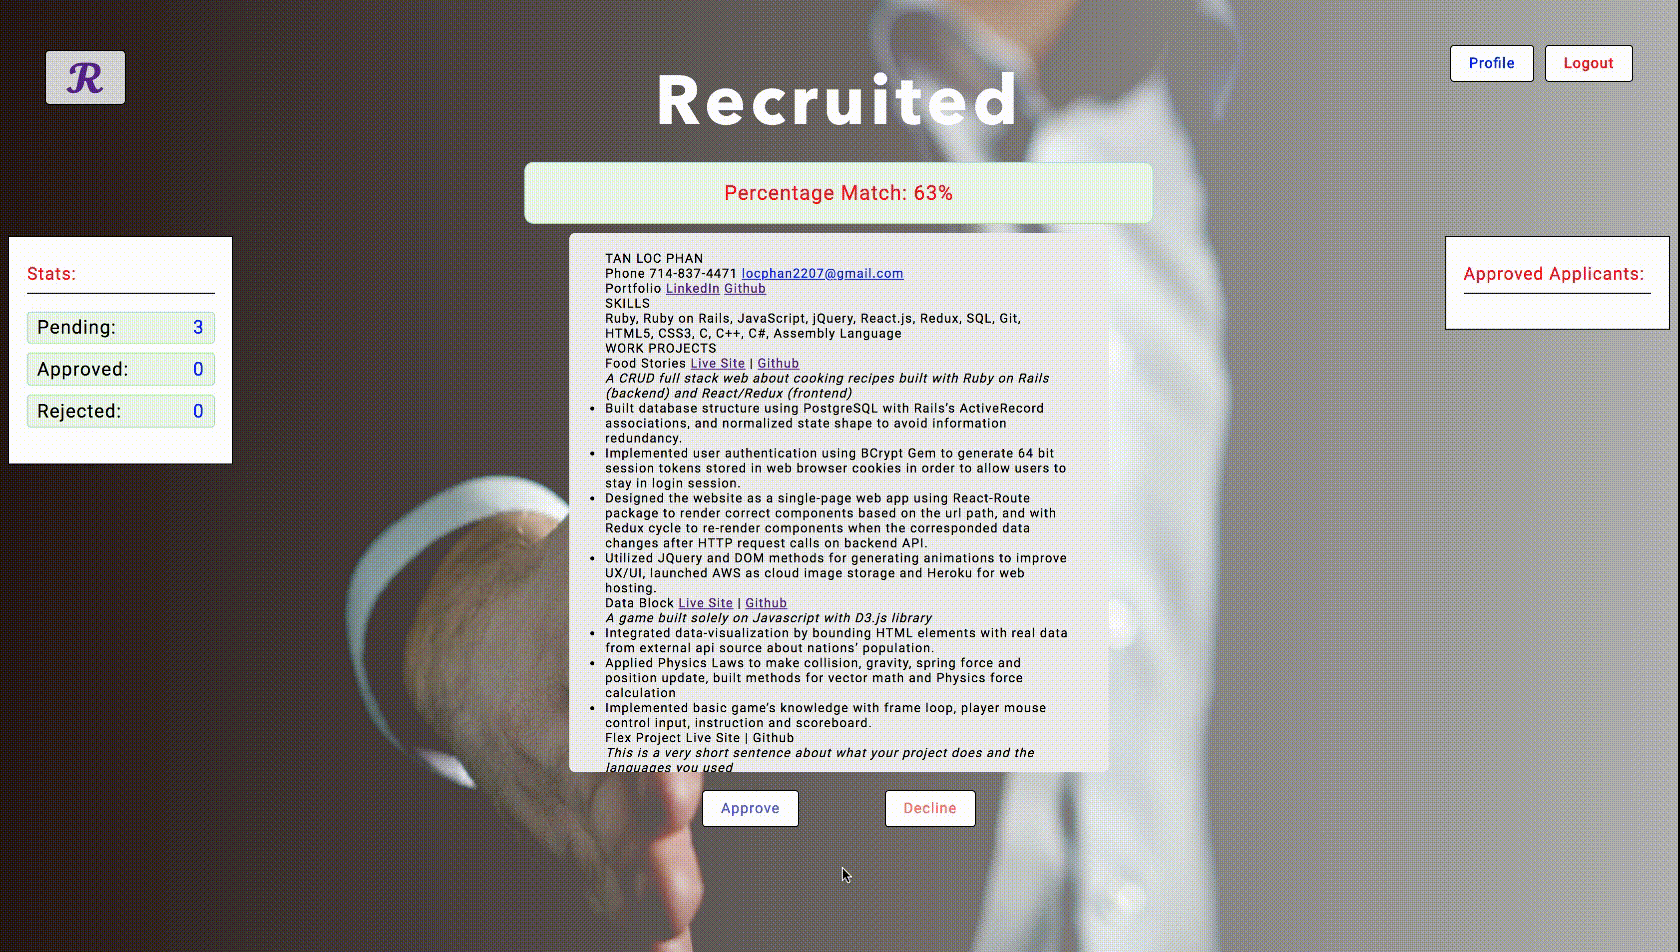 R
Profile
Logout
Recruited
Percentage Match: 63%
Stats:
Pending: 3
Approved: 0
Rejected: 0
TAN LOC PHAN
Phone 714-837-4471 locphan2207@gmail.com
Portfolio LinkedIn Github
SKILLS
Ruby, Ruby on Rails, JavaScript, jQuery, React.js, Redux, SQL, Git,
HTML5, CSS3, C, C++, C#, Assembly Language
WORK PROJECTS
Food Stories Live Site | Github
A CRUD full stack web about cooking recipes built with Ruby on Rails
(backend) and React/Redux (frontend)
• Built database structure using PostgreSQL with Rails’s ActiveRecord
associations, and normalized state shape to avoid information
redundancy.
• Implemented user authentication using BCrypt Gem to generate 64 bit
session tokens stored in web browser cookies in order to allow users to
stay in login session.
• Designed the website as a single-page web app using React-Route
package to render correct components based on the url path, and with
Redux cycle to re-render components when the corresponded data
changes after HTTP request calls on backend API.
• Utilized JQuery and DOM methods for generating animations to improve
UX/UI, launched AWS as cloud image storage and Heroku for web
hosting.
Data Block Live Site | Github
A game built solely on Javascript with D3.js library
• Integrated data-visualization by bounding HTML elements with real data
from external api source about nations’ population.
• Applied Physics Laws to make collision, gravity, spring force and
position update, built methods for vector math and Physics force
calculation
• Implemented basic game’s knowledge with frame loop, player mouse
control input, instruction and scoreboard.
Flex Project Live Site | Github
This is a very short sentence about what your project does and the
languages you used
Approved Applicants:
Approve
Decline